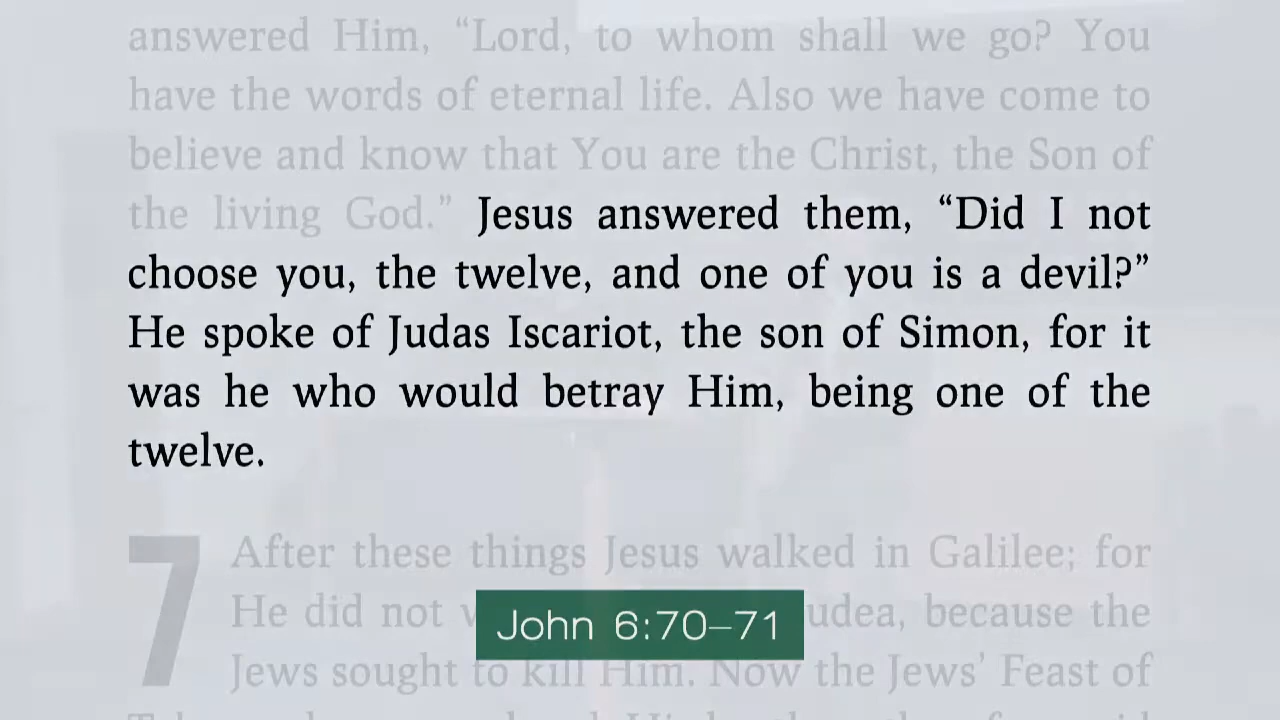 answered Him, “Lord, to whom shall we go? You
have the words of eternal life. Also we have come to
believe and know that You are the Christ, the Son of
the living God.” Jesus answered them, “Did I not
choose you, the twelve, and one of you is a devil?”
He spoke of Judas Iscariot, the son of Simon, for it
was he who would betray Him, being one of the
twelve.
7
After these things Jesus walked in Galilee; for
He did not udea, because the
John 6:70–71
Jews sought to kill Him. Now the Jews’ Feast of